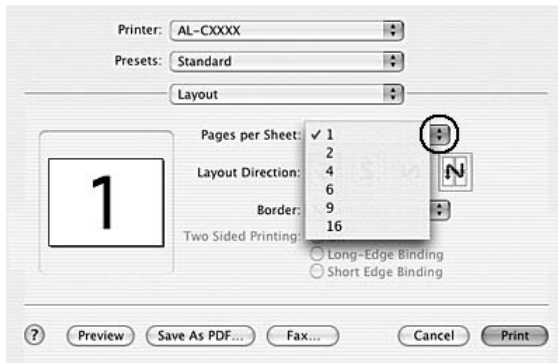 Printer: AL-CXXXX
Presets: Standard
Layout
Pages per Sheet: ✓ 1
2
Layout Direction: 4
6
Border: 9
16
Two Sided Printing:
Long-Edge Binding
Short Edge Binding
1
? Preview Save As PDF... Fax... Cancel Print